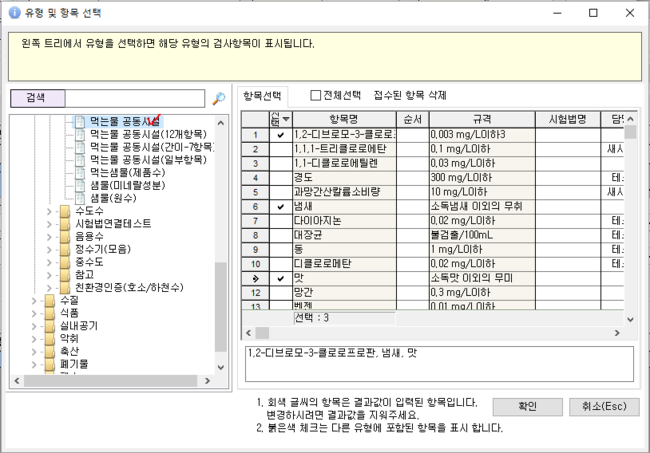 유형 및 항목 선택
왼쪽 트리에서 유형을 선택하면 해당 유형의 검사항목이 표시됩니다.
검색
먹는물 공동시설
먹는물 공동시설(12개항목)
먹는물 공동시설(간이-7항목)
먹는물 공동시설(일부항목)
먹는샘물(제품수)
샘물(미네랄성분)
샘물(원수)
수도수
시험법연결테스트
음용수
정수기(모음)
중수도
참고
친환경인증(호소/하천수)
수질
식품
실내공기
악취
축산
폐기물
항목선택 전체선택 접수된 항목 삭제
선택 항목명 순서 규격 시험법명
1 1,2-디브로모-3-클로로 0,003 mg/L이하3
2 1,1,1-트리클로로에탄 0,1 mg/L이하
3 1,1-디클로로에틸렌 0,03 mg/L이하
4 경도 300 mg/L이하
5 과망간산칼륨소비량 10 mg/L이하
6 냄새 소독냄새 이외의 무취
7 다이아지논 0,02 mg/L이하
8 대장균 불검출/100mL
9 동 1 mg/L이하
10 디클로로메탄 0,02 mg/L이하
맛 소독맛 이외의 무미
12 망간 0,3 mg/L이하
13 벤젠 0,01 mg/L이하
선택 : 3
1,2-디브로모-3-클로로프로판, 냄새, 맛
1. 회색 글씨의 항목은 결과값이 입력된 항목입니다.
변경하시려면 결과값을 지워주세요.
2. 붉은색 체크는 다른 유형에 포함된 항목을 표시 합니다.
확인 취소(Esc)